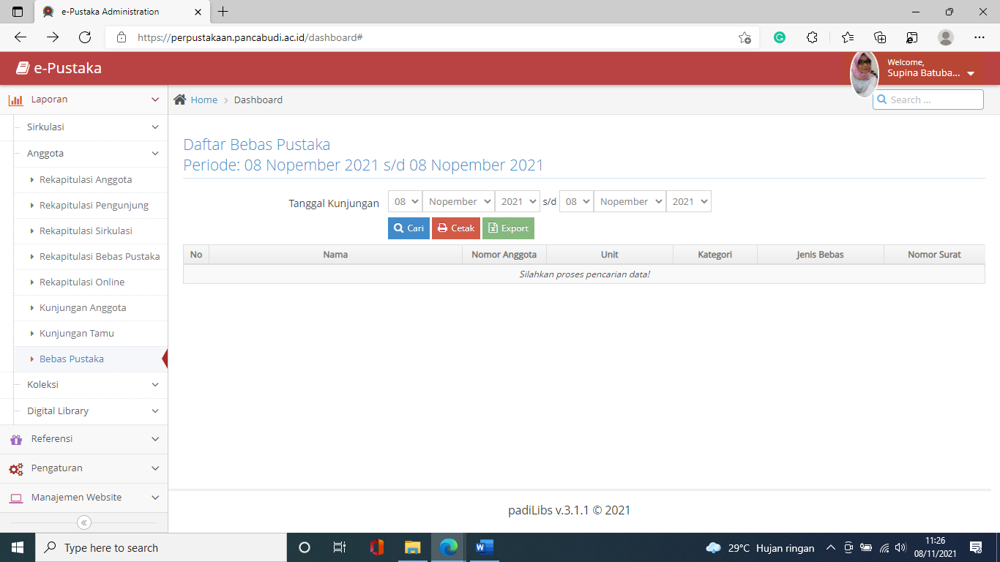 e-Pustaka Administration
https://perpustakaan.pancabudi.ac.id/dashboard#
e-Pustaka
Welcome,
Supina Batuba...
Laporan
Home > Dashboard
Search ...
Sirkulasi
Anggota
Rekapitulasi Anggota
Rekapitulasi Pengunjung
Rekapitulasi Sirkulasi
Rekapitulasi Bebas Pustaka
Rekapitulasi Online
Kunjungan Anggota
Kunjungan Tamu
Bebas Pustaka
Koleksi
Digital Library
Referensi
Pengaturan
Manajemen Website
Daftar Bebas Pustaka
Periode: 08 Nopember 2021 s/d 08 Nopember 2021
Tanggal Kunjungan 08 Nopember 2021 s/d 08 Nopember 2021
Cari Cetak Export
No Nama Nomor Anggota Unit Kategori Jenis Bebas Nomor Surat
Silahkan proses pencarian data!
padiLibs v.3.1.1 © 2021
Type here to search
29°C Hujan ringan
11:26
08/11/2021